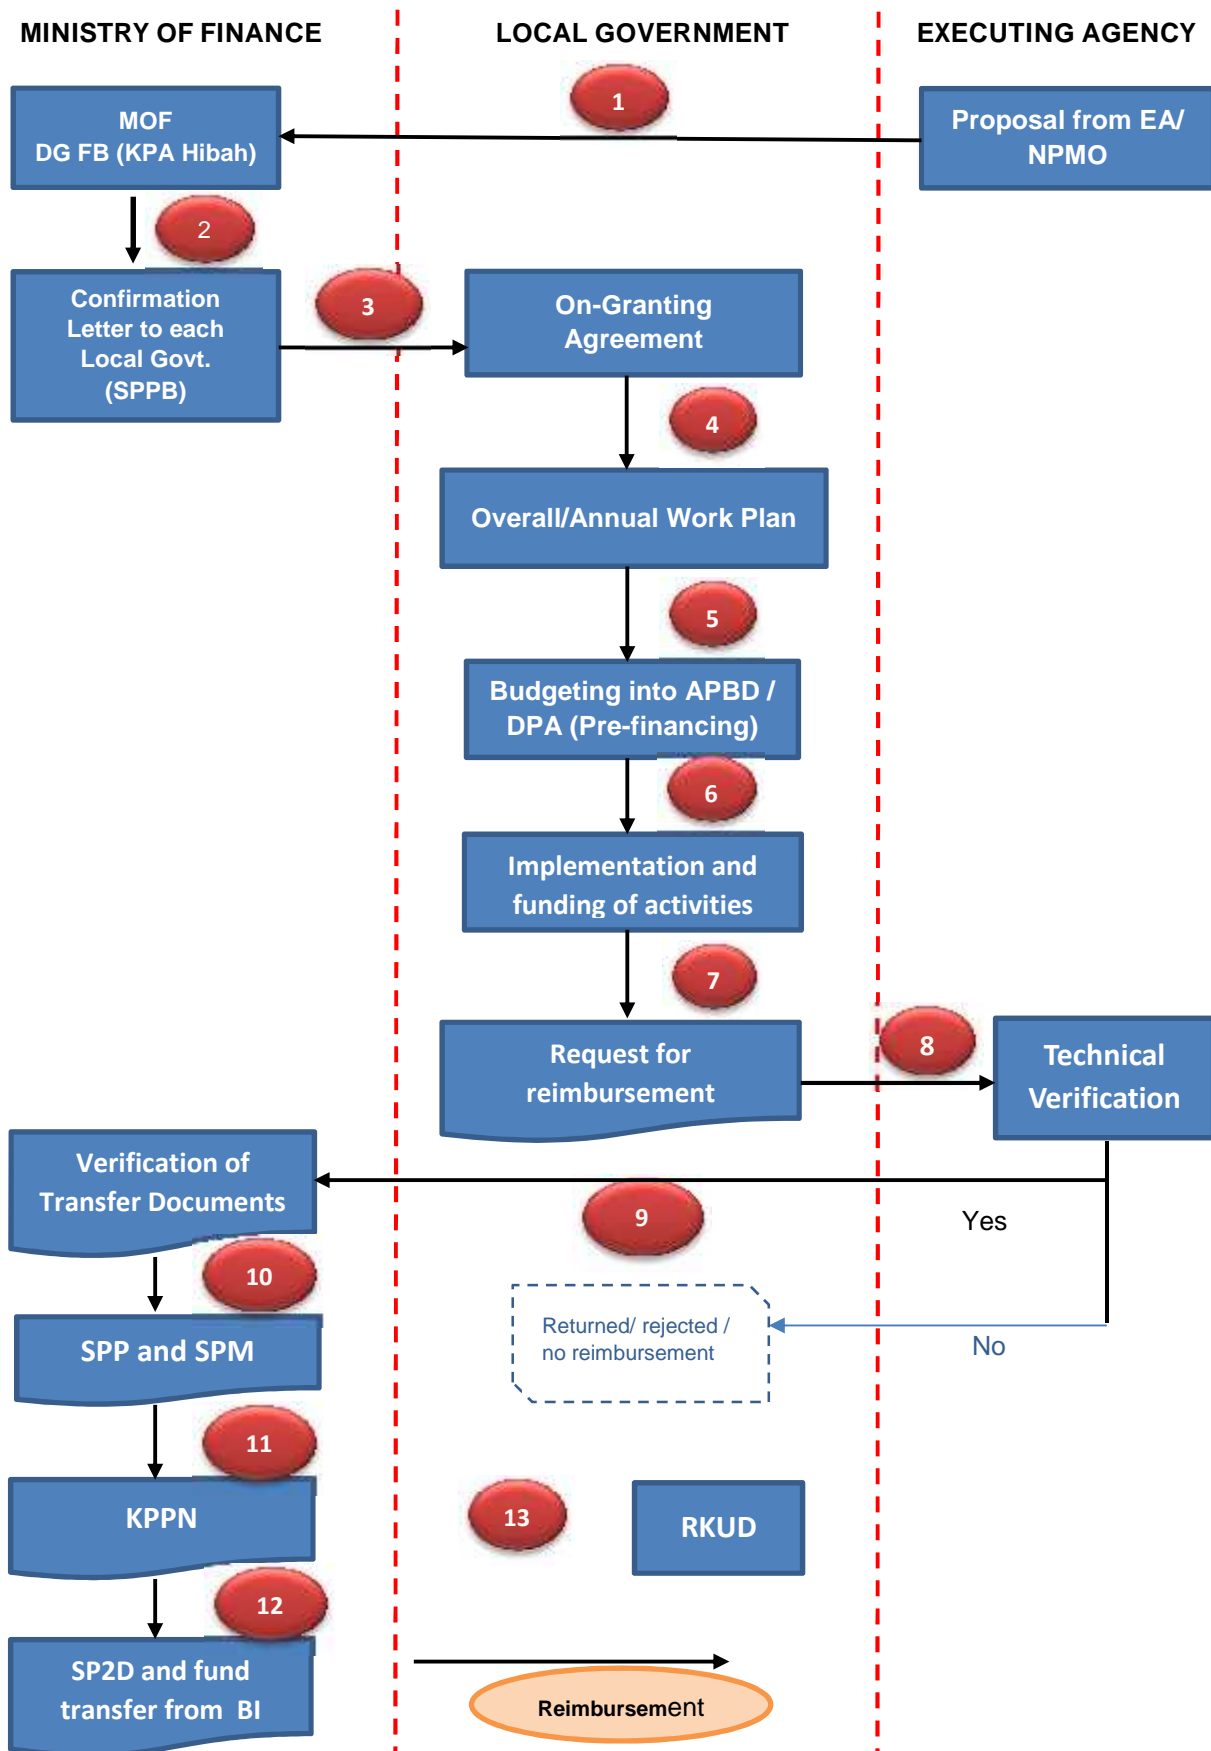 MINISTRY OF FINANCE
LOCAL GOVERNMENT
EXECUTING AGENCY
1
MOF
DG FB (KPA Hibah)
Proposal from EA/
NPMO
2
Confirmation
Letter to each
Local Govt.
(SPPB)
3
On-Granting
Agreement
4
Overall/Annual Work Plan
5
Budgeting into APBD /
DPA (Pre-financing)
6
Implementation and
funding of activities
7
Request for
reimbursement
8
Technical
Verification
Verification of
Transfer Documents
9
Yes
10
Returned/ rejected /
no reimbursement
No
SPP and SPM
11
KPPN
13
RKUD
12
SP2D and fund
transfer from BI
Reimbursement